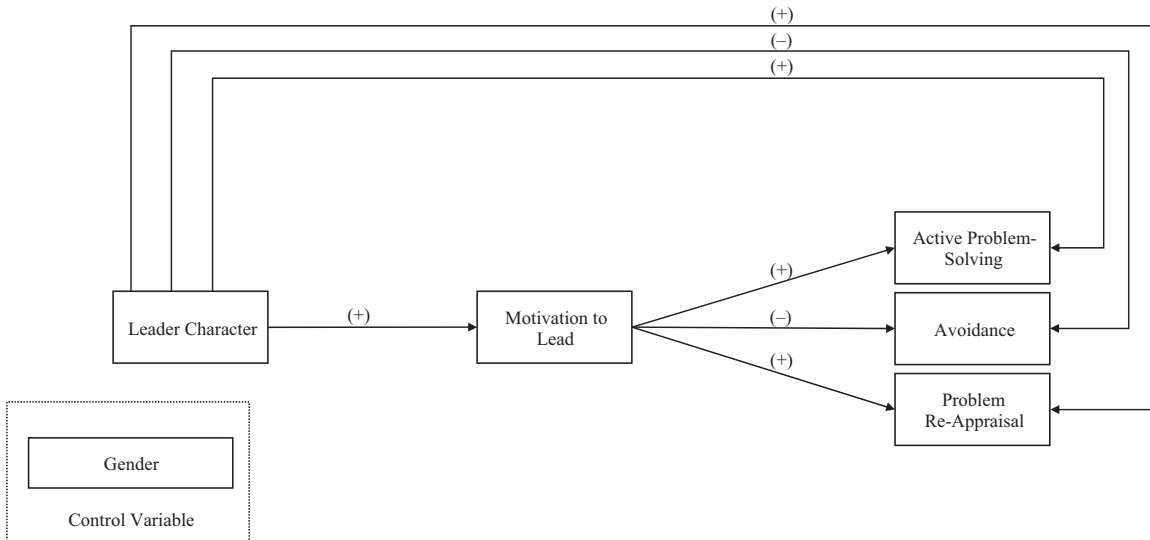 (+)
(–)
(+)
Active Problem-
Solving
(+)
Leader Character
(+)
Motivation to
Lead
(–)
Avoidance
(+)
Problem
Re-Appraisal
Gender
Control Variable